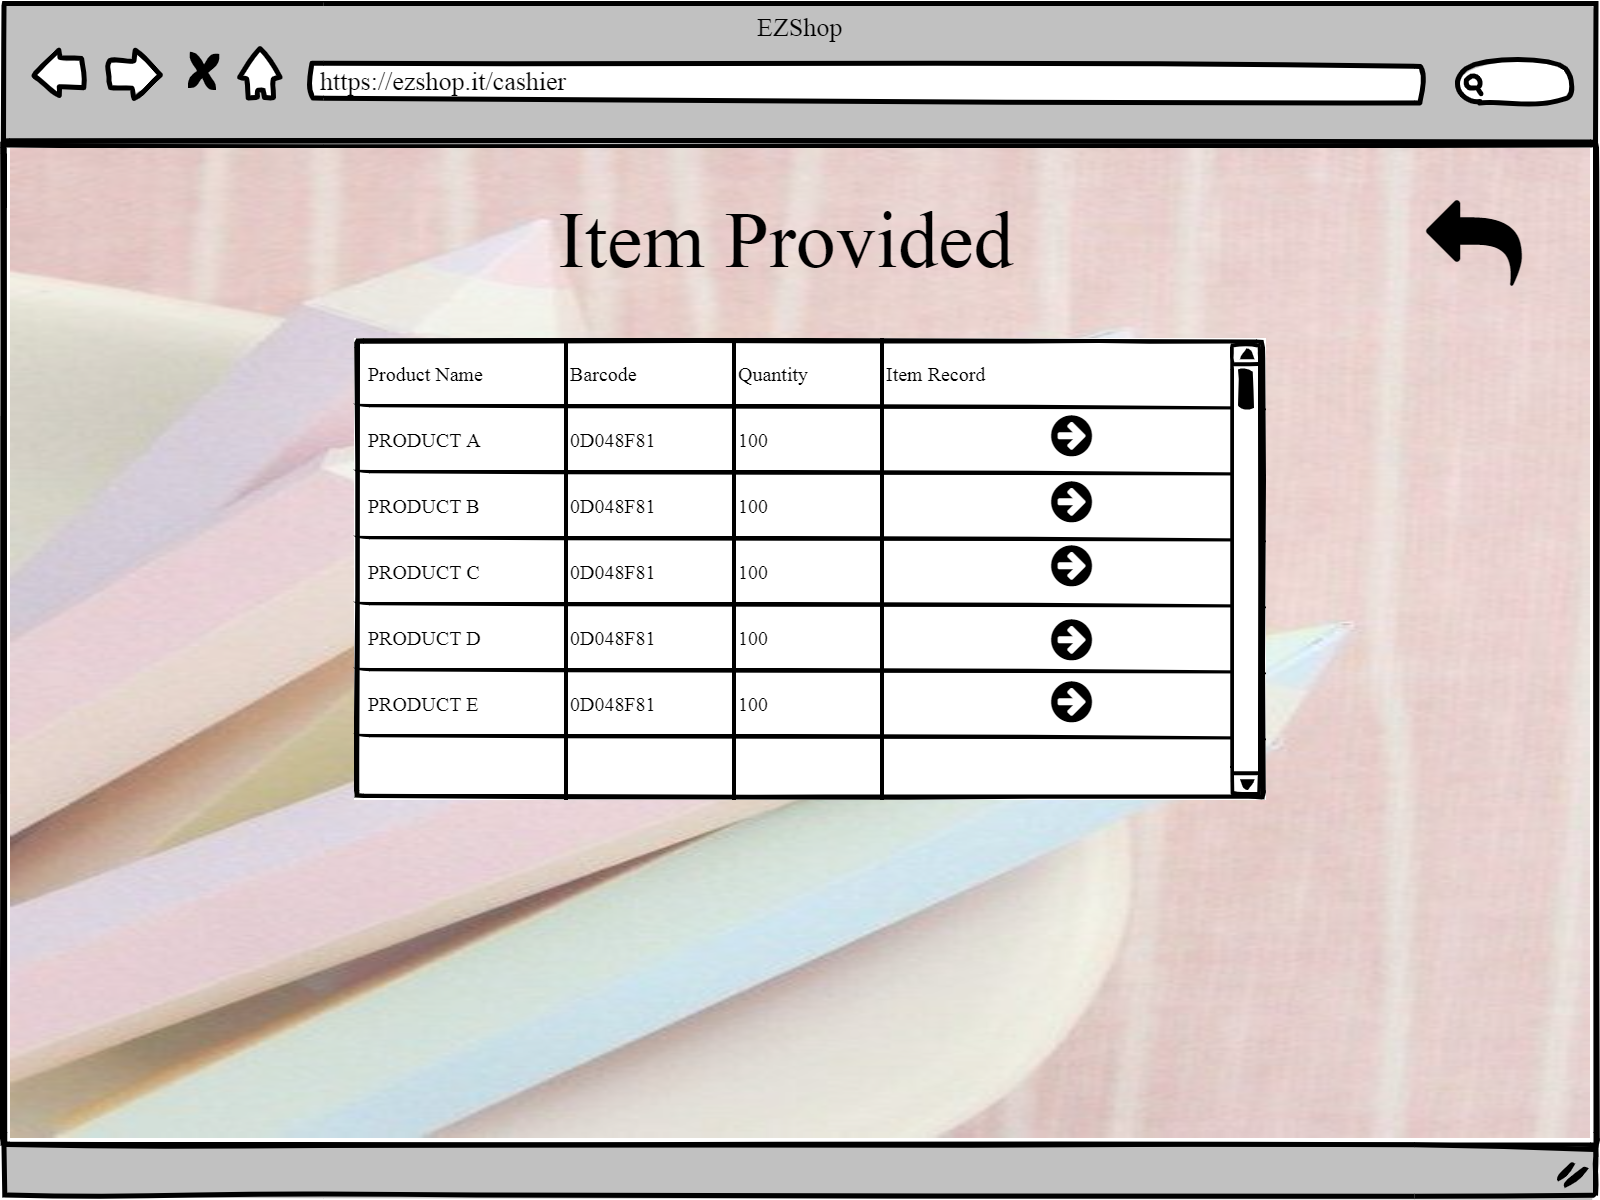 EZShop
https://ezshop.it/cashier
Item Provided
Product Name Barcode Quantity Item Record
PRODUCT A 0D048F81 100
PRODUCT B 0D048F81 100
PRODUCT C 0D048F81 100
PRODUCT D 0D048F81 100
PRODUCT E 0D048F81 100